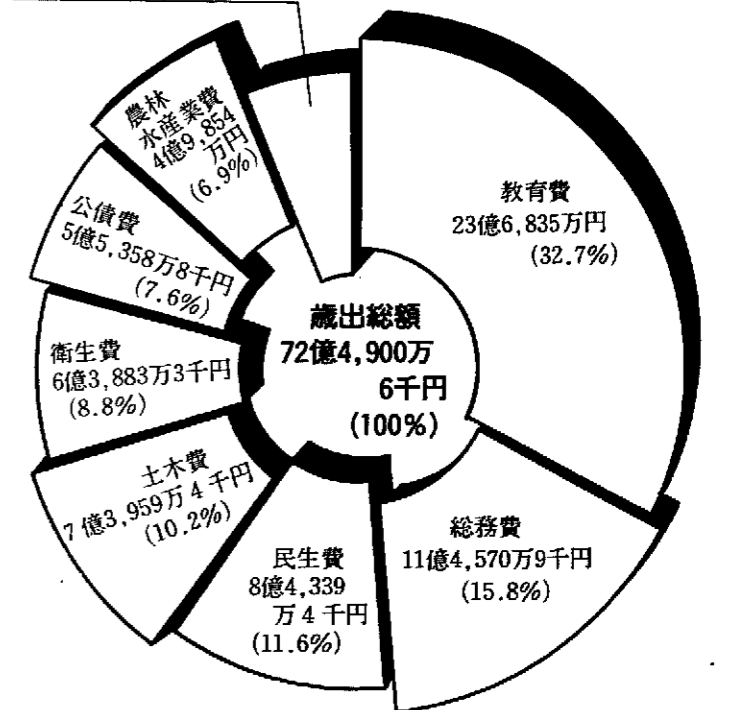 農林
水産業費
4億9,854
万円
(6.9%)
教育費
23億6,835万円
(32.7%)
公債費
5億5,358万8千円
(7.6%)
歳出総額
72億4,900万
6千円
(100%)
衛生費
6億3,883万3千円
(8.8%)
土木費
7億3,959万4千円
(10.2%)
民生費
8億4,339
万4千円
(11.6%)
総務費
11億4,570万9千円
(15.8%)